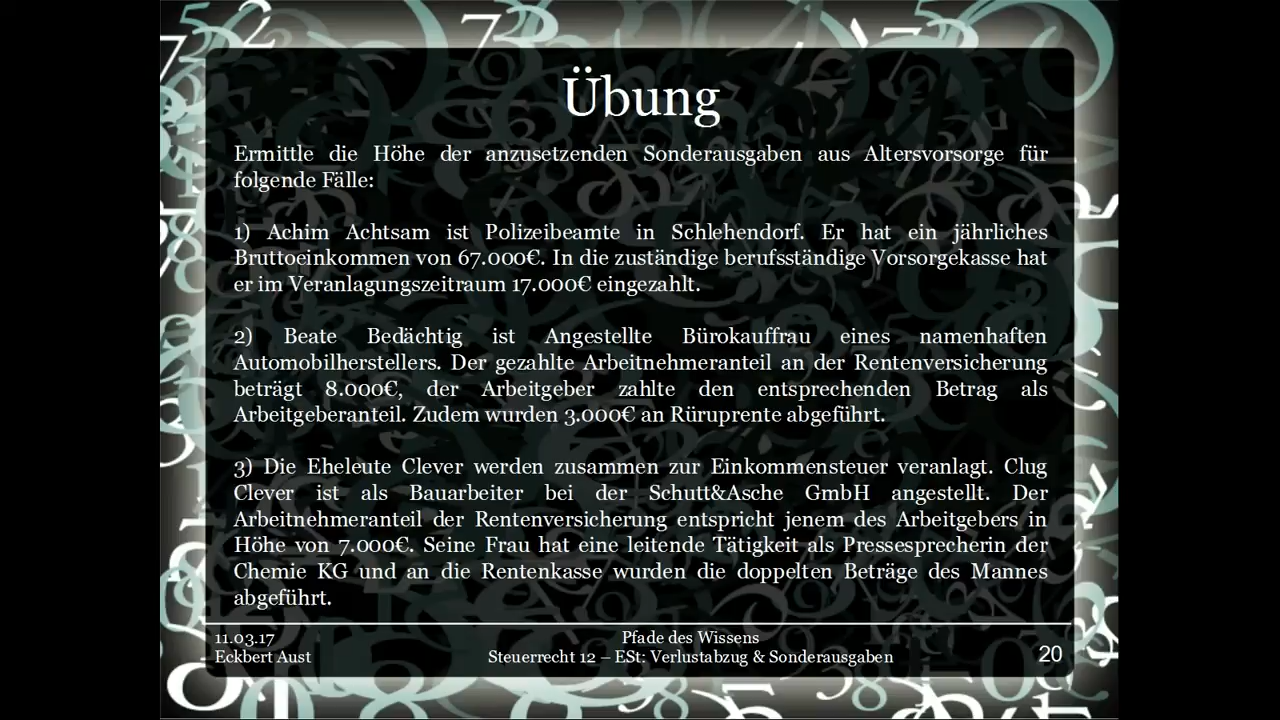 Übung
Ermittle die Höhe der anzusetzenden Sonderausgaben aus Altersvorsorge für
folgende Fälle:
1) Achim Achtsam ist Polizeibeamte in Schlehendorf. Er hat ein jährliches
Bruttoeinkommen von 67.000€. In die zuständige berufsständige Vorsorgekasse hat
er im Veranlagungszeitraum 17.000€ eingezahlt.
2) Beate Bedächtig ist Angestellte Bürokauffrau eines namenhaften
Automobilherstellers. Der gezahlte Arbeitnehmeranteil an der Rentenversicherung
beträgt 8.000€, der Arbeitgeber zahlte den entsprechenden Betrag als
Arbeitgeberanteil. Zudem wurden 3.000€ an Rüruprente abgeführt.
3) Die Eheleute Clever werden zusammen zur Einkommensteuer veranlagt. Clug
Clever ist als Bauarbeiter bei der Schutt&Asche GmbH angestellt. Der
Arbeitnehmeranteil der Rentenversicherung entspricht jenem des Arbeitgebers in
Höhe von 7.000€. Seine Frau hat eine leitende Tätigkeit als Pressesprecherin der
Chemie KG und an die Rentenkasse wurden die doppelten Beträge des Mannes
abgeführt.
11.03.17
Eckbert Aust
Pfade des Wissens
Steuerrecht 12 – ESt: Verlustabzug & Sonderausgaben
20